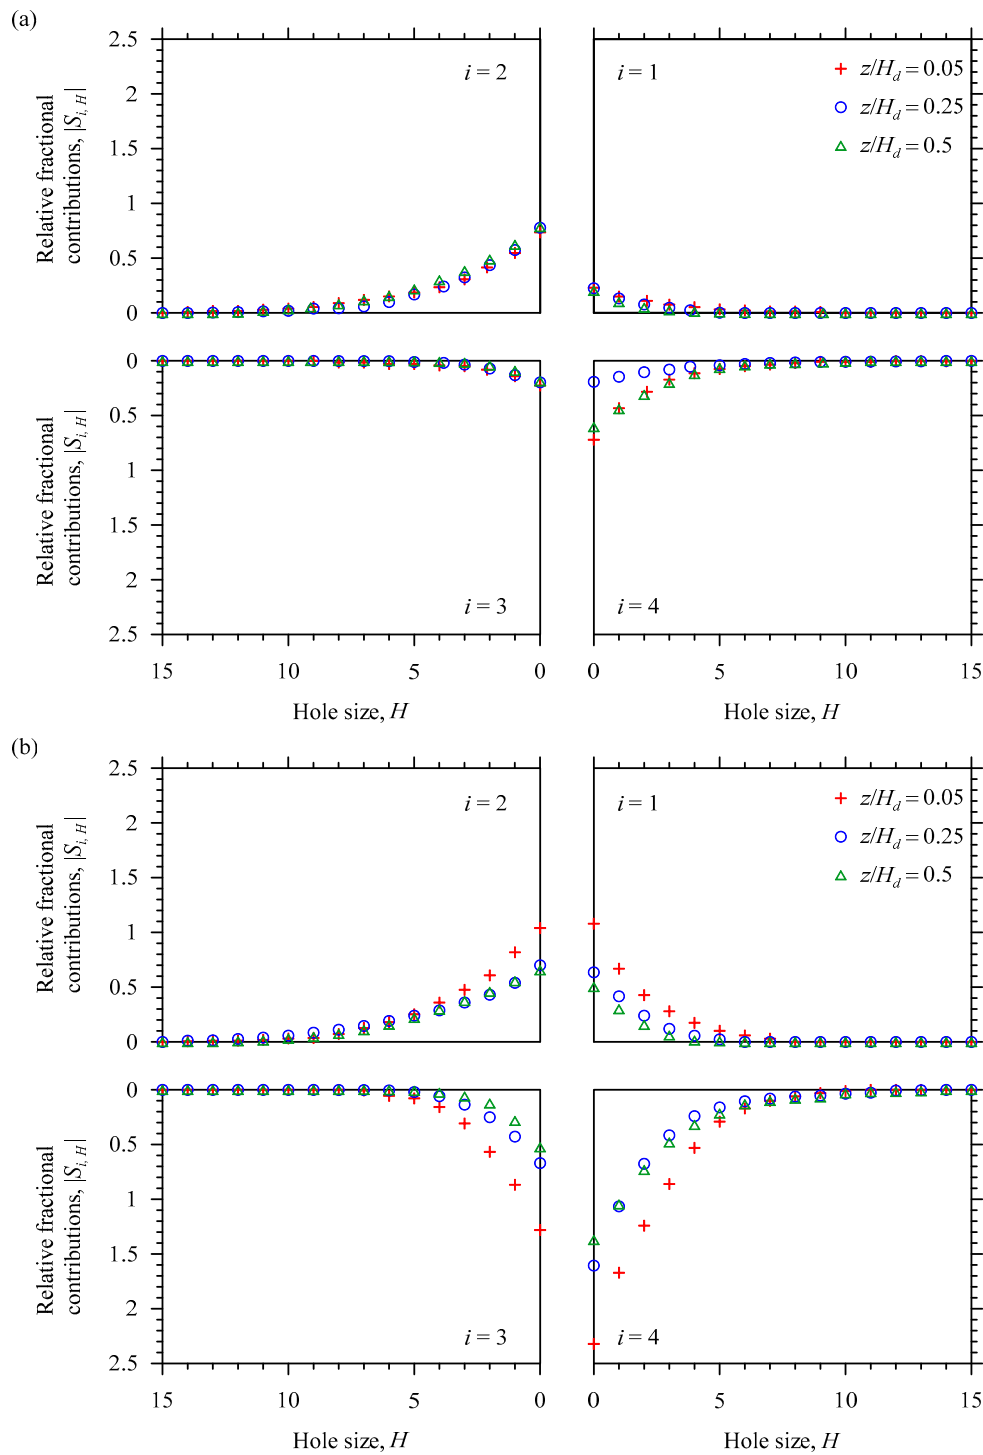 (a)
2.5
2
1.5
1
0.5
0
Relative fractional
contributions, |S_{i, H}|
i = 2
i = 1
z/H_d = 0.05
z/H_d = 0.25
z/H_d = 0.5
0
0.5
1
1.5
2
2.5
Relative fractional
contributions, |S_{i, H}|
i = 3
i = 4
15 10 5 0 0 5 10 15
Hole size, H Hole size, H
(b)
2.5
2
1.5
1
0.5
0
Relative fractional
contributions, |S_{i, H}|
i = 2
i = 1
z/H_d = 0.05
z/H_d = 0.25
z/H_d = 0.5
0
0.5
1
1.5
2
2.5
Relative fractional
contributions, |S_{i, H}|
i = 3
i = 4
15 10 5 0 0 5 10 15
Hole size, H Hole size, H